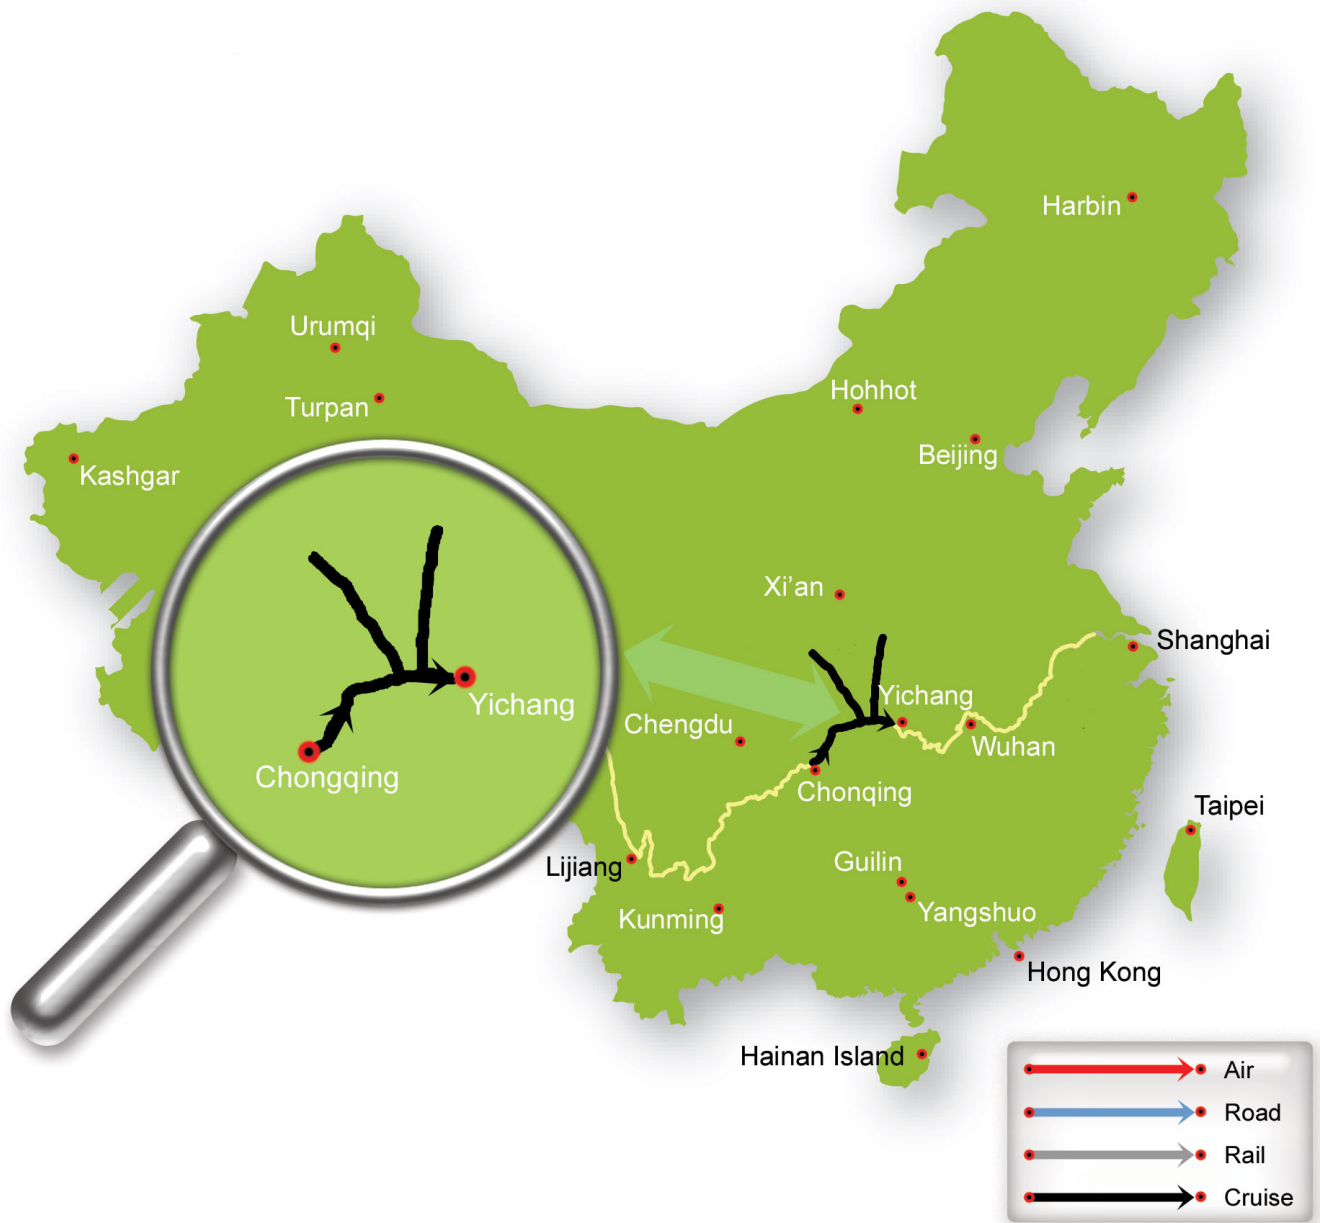 Harbin
Urumqi
Turpan
Hohhot
Beijing
Kashgar
Xi’an
Shanghai
Yichang
Chengdu
Wuhan
Yichang
Chongqing
Chonqing
Taipei
Lijiang
Guilin
Kunming
Yangshuo
Hong Kong
Hainan Island
Air
Road
Rail
Cruise